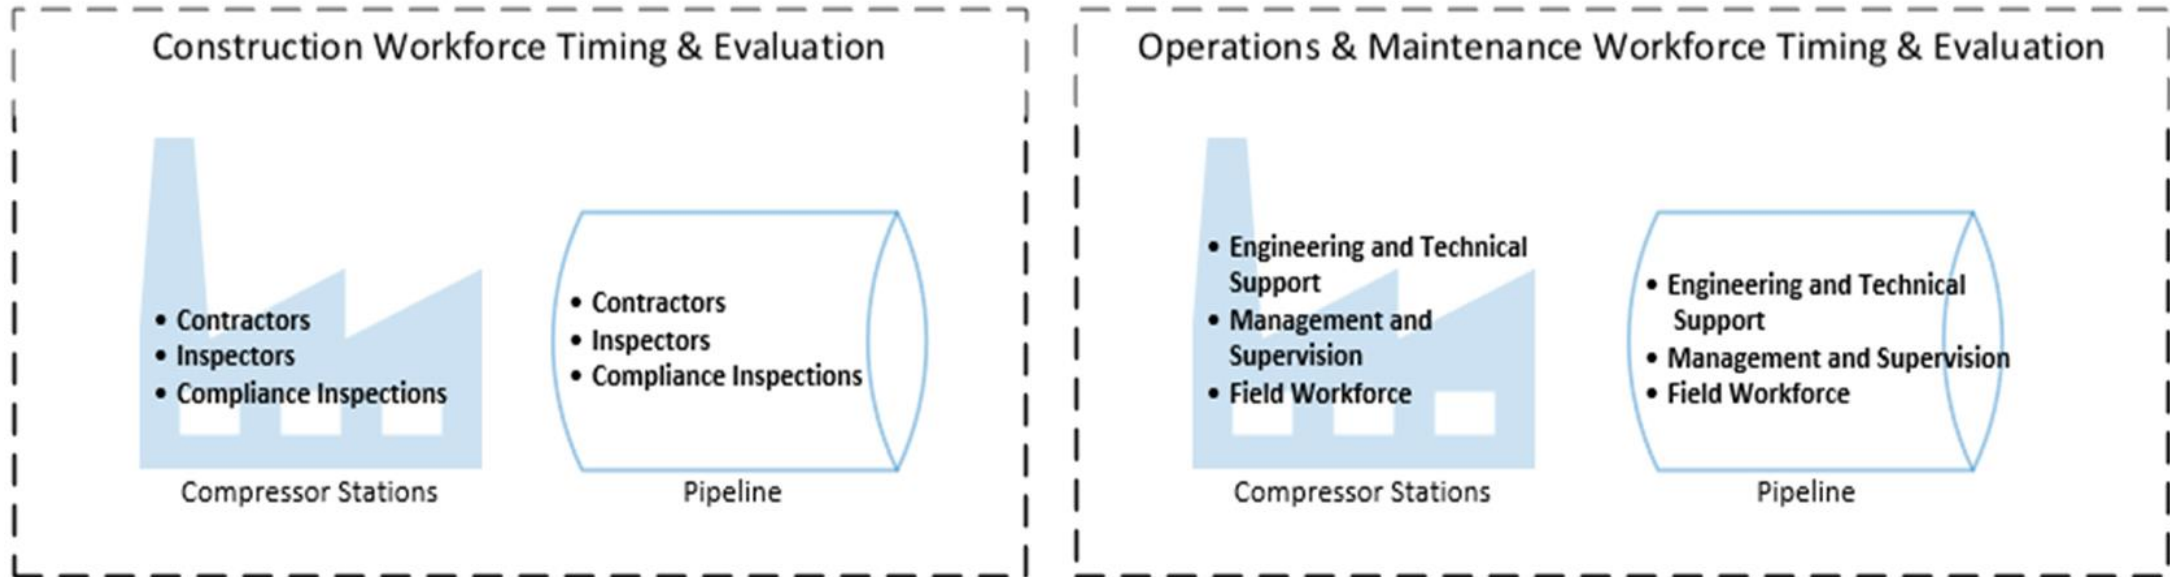 Construction Workforce Timing & Evaluation
• Contractors
• Inspectors
• Compliance Inspections
Compressor Stations
• Contractors
• Inspectors
• Compliance Inspections
Pipeline
Operations & Maintenance Workforce Timing & Evaluation
• Engineering and Technical
Support
• Management and
Supervision
• Field Workforce
Compressor Stations
• Engineering and Technical
Support
• Management and Supervision
• Field Workforce
Pipeline